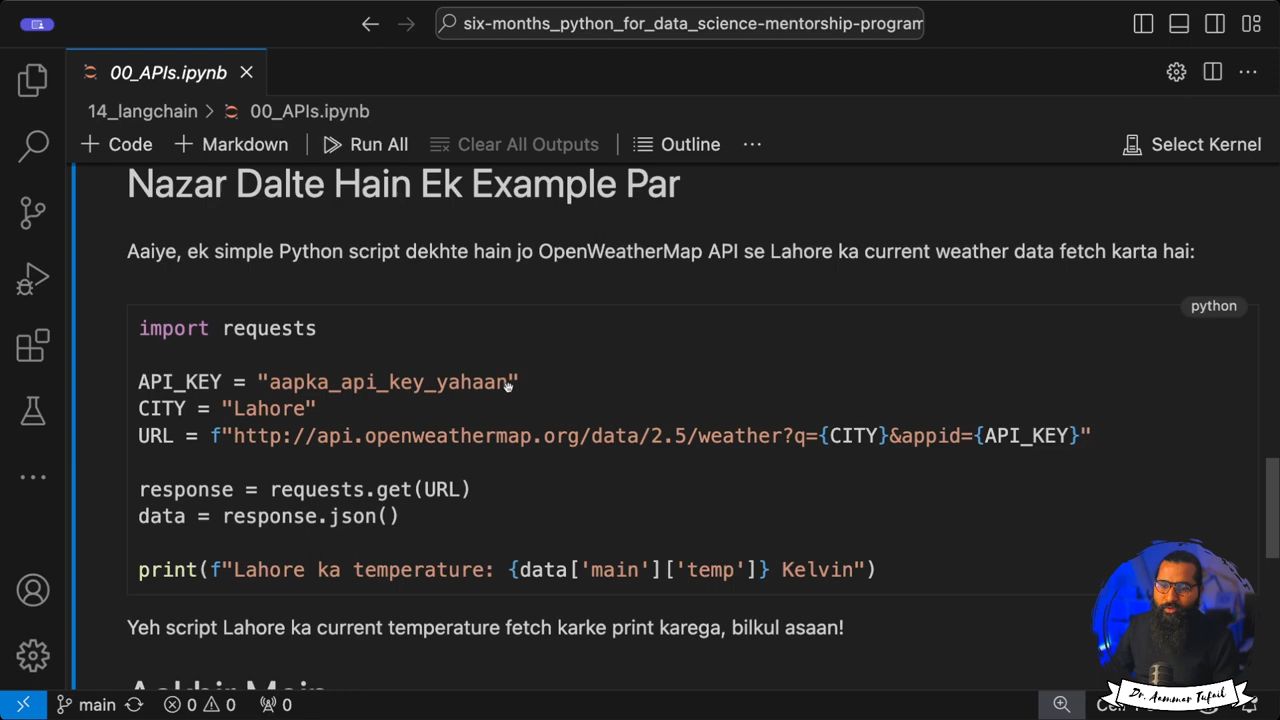 six-months_python_for_data_science-mentorship-program
00_APIs.ipynb
14_langchain > 00_APIs.ipynb
Code Markdown Run All Clear All Outputs Outline ... Select Kernel
Nazar Dalte Hain Ek Example Par
Aaiye, ek simple Python script dekhte hain jo OpenWeatherMap API se Lahore ka current weather data fetch karta hai:
python
import requests
API_KEY = "aapka_api_key_yahaan"
CITY = "Lahore"
URL = f"http://api.openweathermap.org/data/2.5/weather?q={CITY}&appid={API_KEY}"
response = requests.get(URL)
data = response.json()
print(f"Lahore ka temperature: {data['main']['temp']} Kelvin")
Yeh script Lahore ka current temperature fetch karke print karega, bilkul asaan!
Aakhir Mein
Dr. Aammar Tufail
main 0 0 0